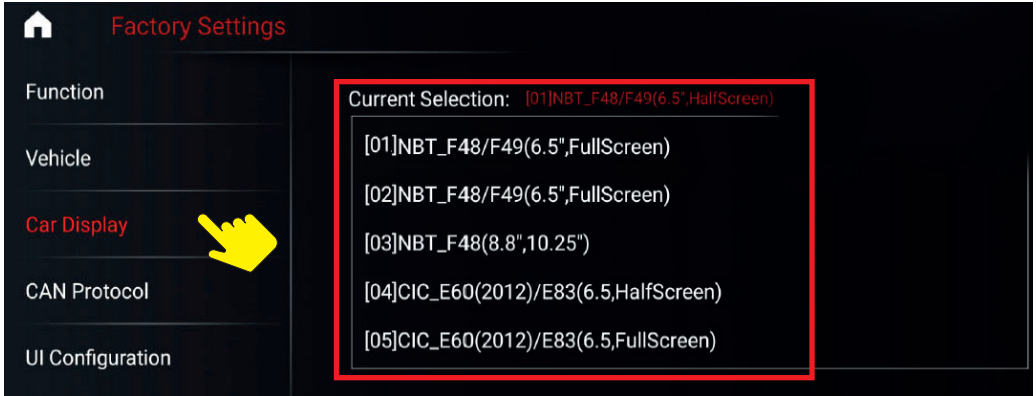 Factory Settings
Function
Vehicle
Car Display
CAN Protocol
UI Configuration
Current Selection: [01]NBT_F48/F49(6.5",HalfScreen)
[01]NBT_F48/F49(6.5",FullScreen)
[02]NBT_F48/F49(6.5",FullScreen)
[03]NBT_F48(8.8",10.25")
[04]CIC_E60(2012)/E83(6.5,HalfScreen)
[05]CIC_E60(2012)/E83(6.5,FullScreen)